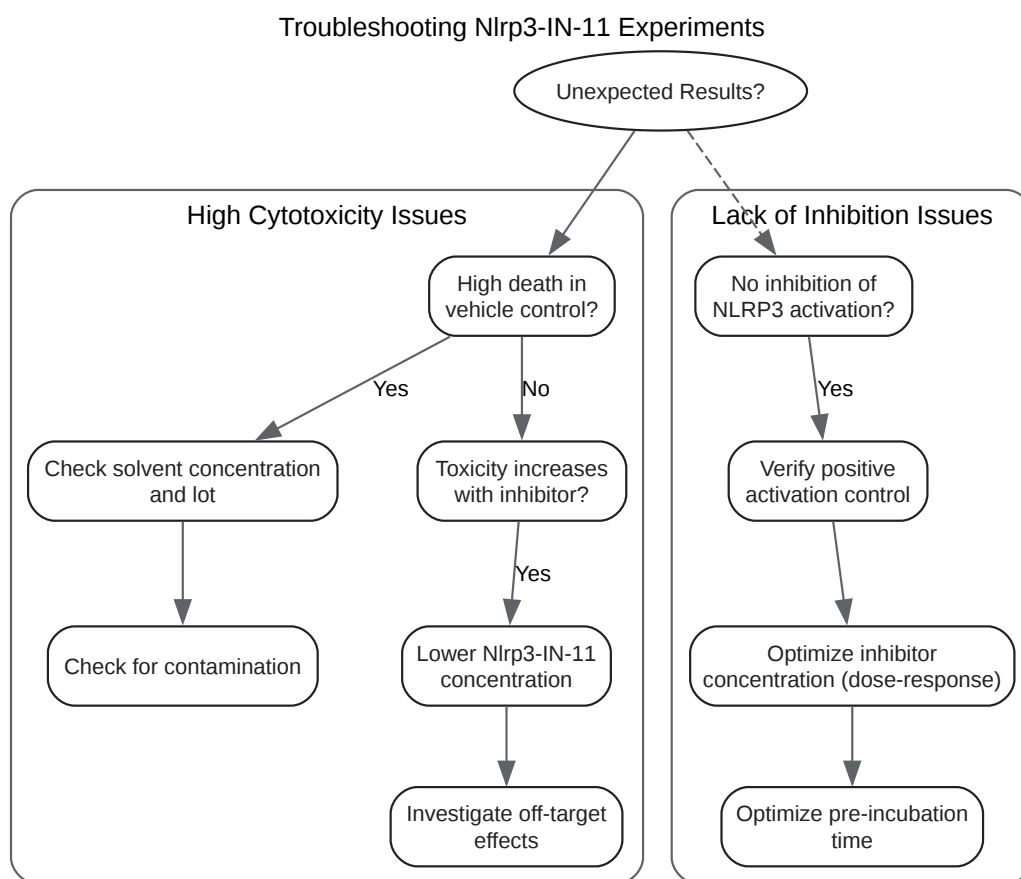 Troubleshooting Nlrp3-IN-11 Experiments
Unexpected Results?
High Cytotoxicity Issues
High death in
vehicle control?
Yes
No
Check solvent concentration
and lot
Toxicity increases
with inhibitor?
Yes
Check for contamination
Lower Nlrp3-IN-11
concentration
Investigate off-target
effects
Lack of Inhibition Issues
No inhibition of
NLRP3 activation?
Yes
Verify positive
activation control
Optimize inhibitor
concentration (dose-response)
Optimize pre-incubation
time